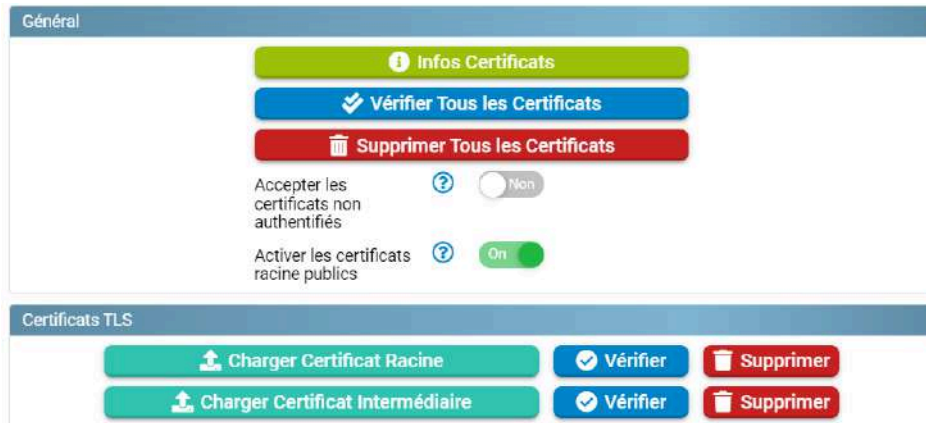 Général
Infos Certificats
Vérifier Tous les Certificats
Supprimer Tous les Certificats
Accepter les
certificats non
authentifiés
? Non
Activer les certificats
racine publics
? On
Certificats TLS
Charger Certificat Racine Vérifier Supprimer
Charger Certificat Intermédiaire Vérifier Supprimer